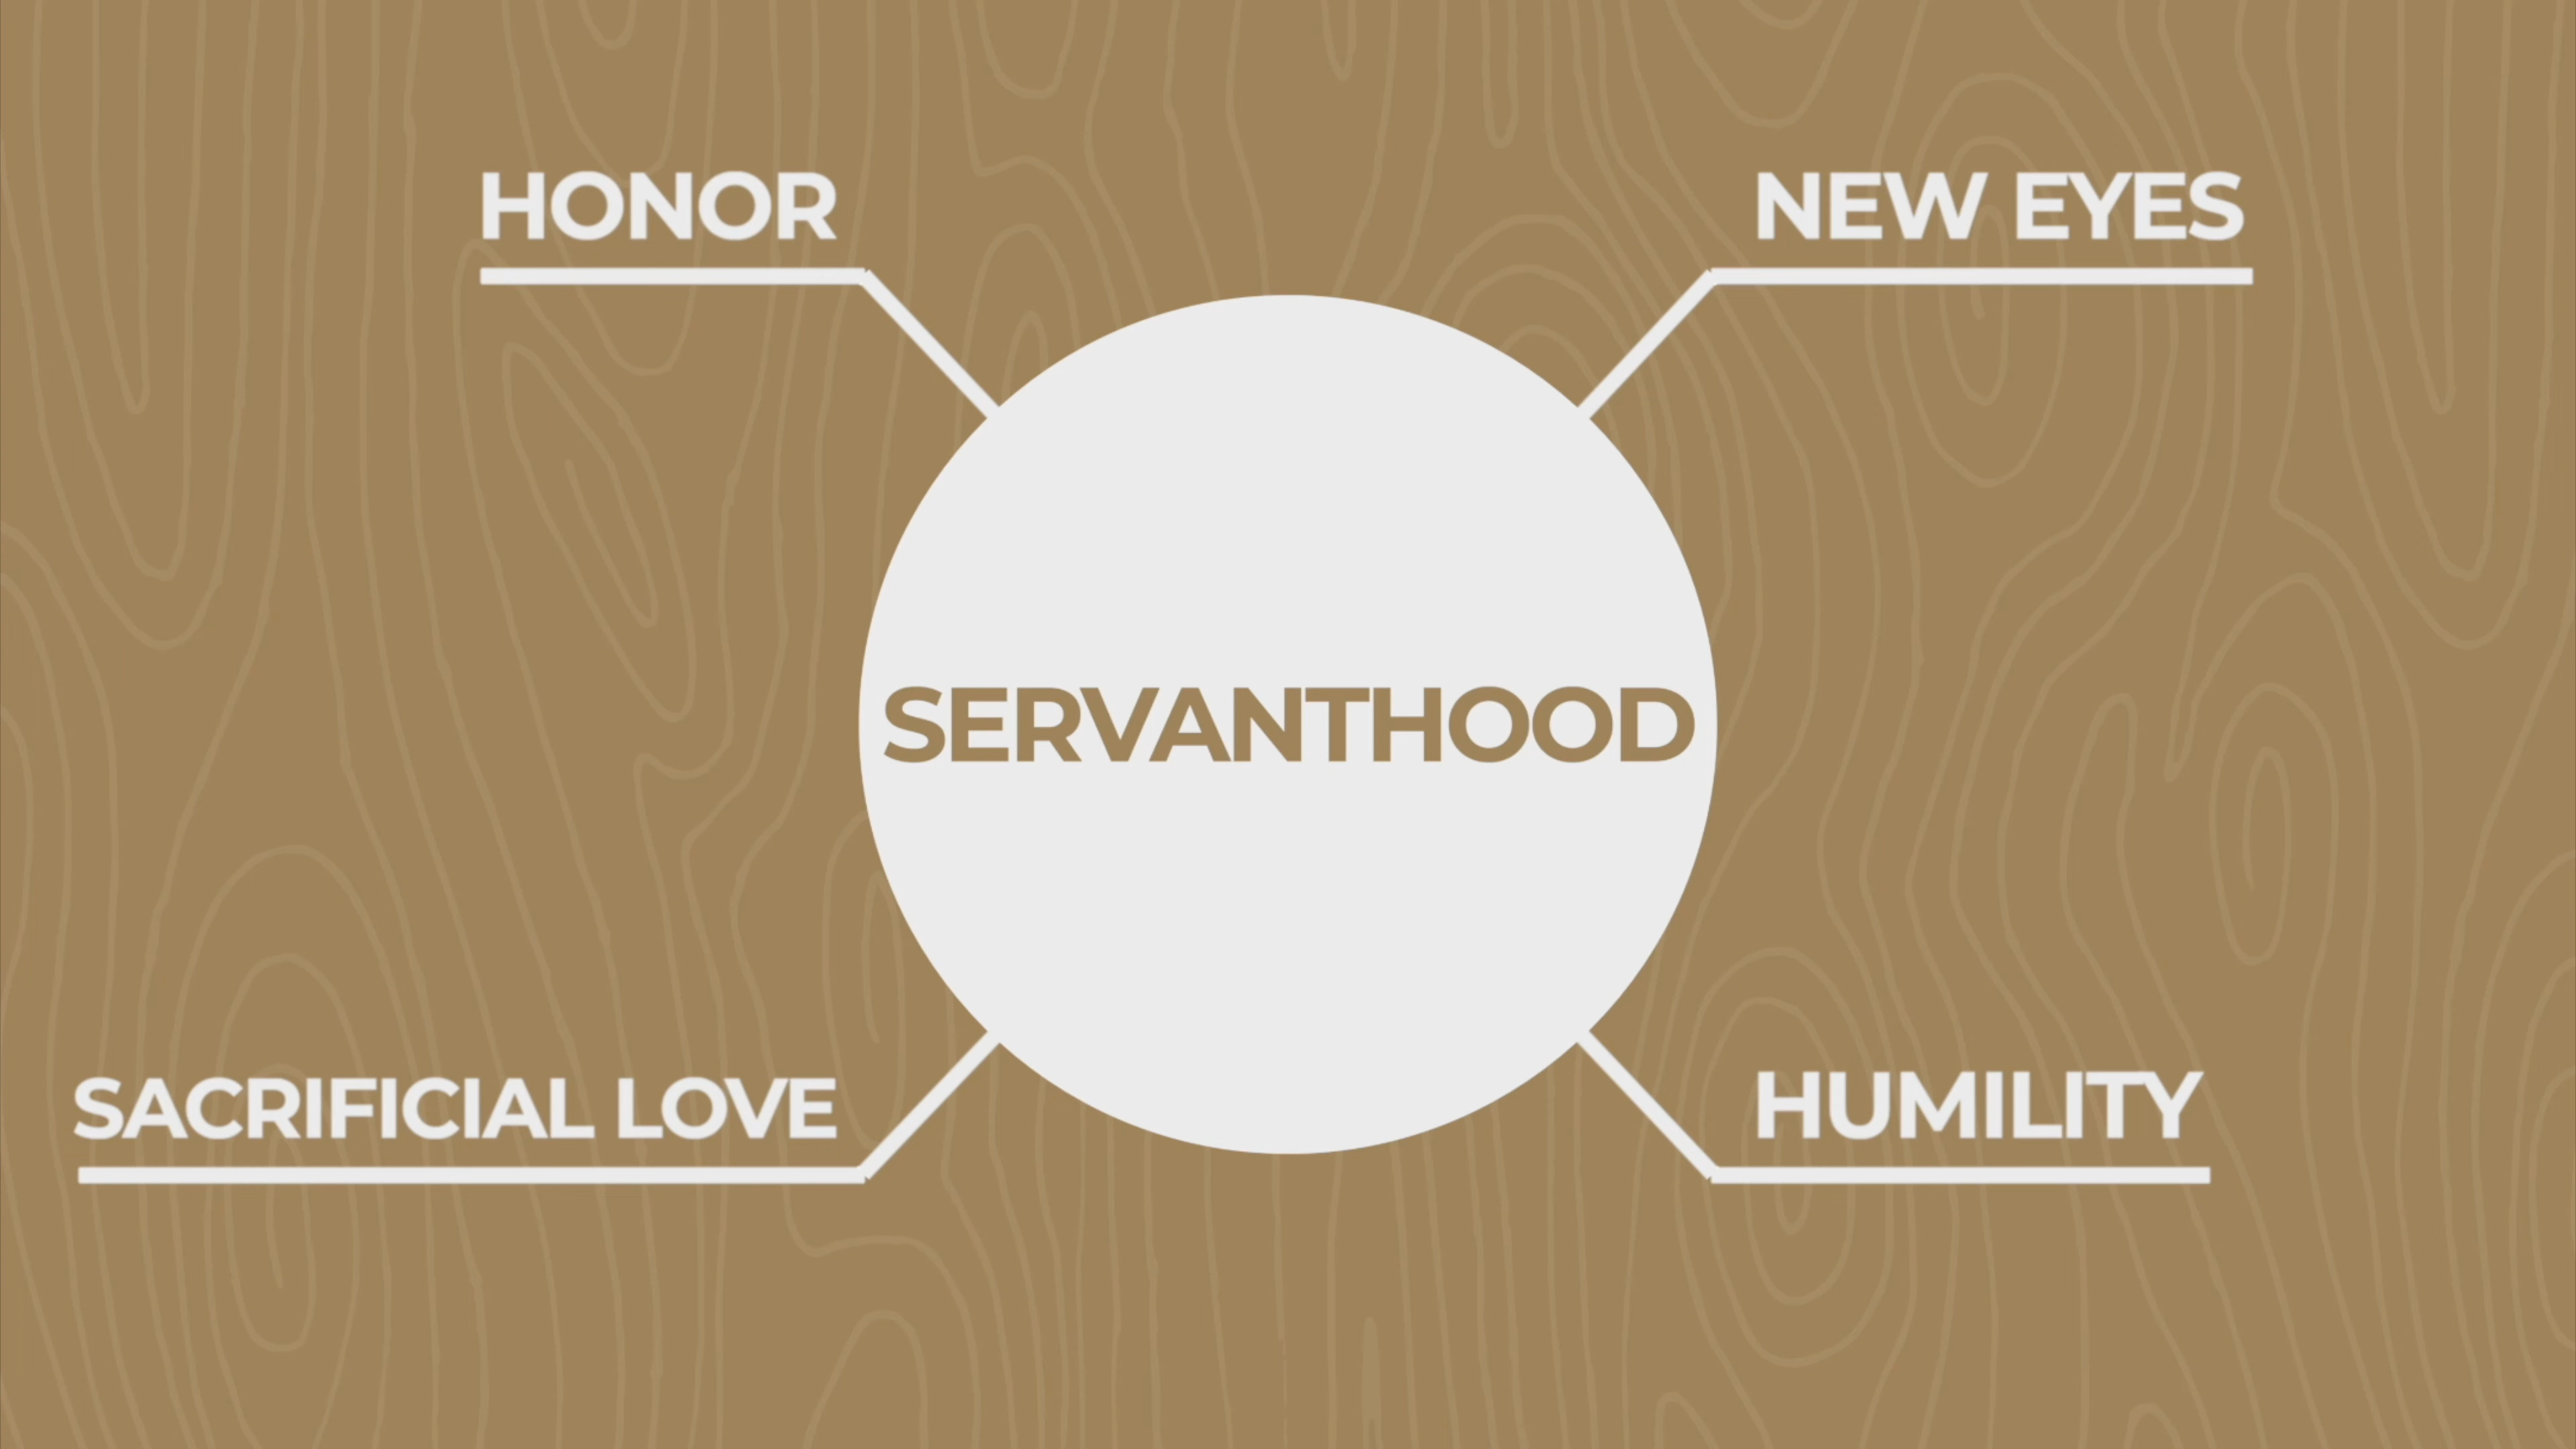 HONOR
NEW EYES
SERVANTHOOD
SACRIFICIAL LOVE
HUMILITY